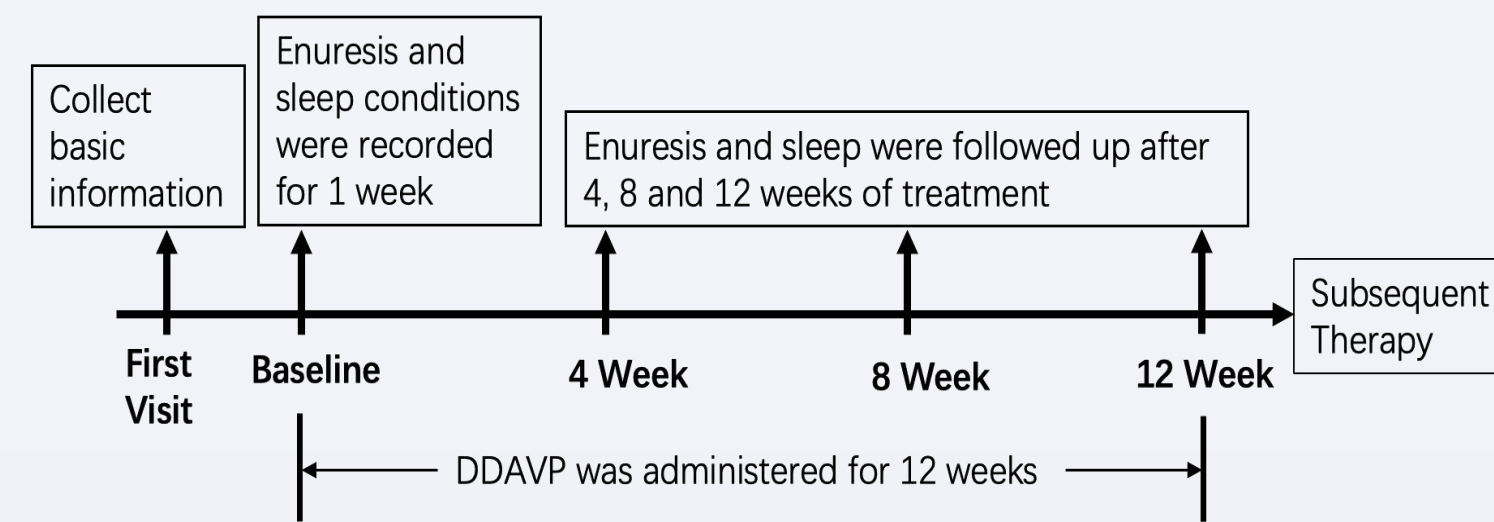 Collect
basic
information
Enuresis and
sleep conditions
were recorded
for 1 week
Enuresis and sleep were followed up after
4, 8 and 12 weeks of treatment
Subsequent
Therapy
First
Visit
Baseline
4 Week
8 Week
12 Week
DDAVP was administered for 12 weeks